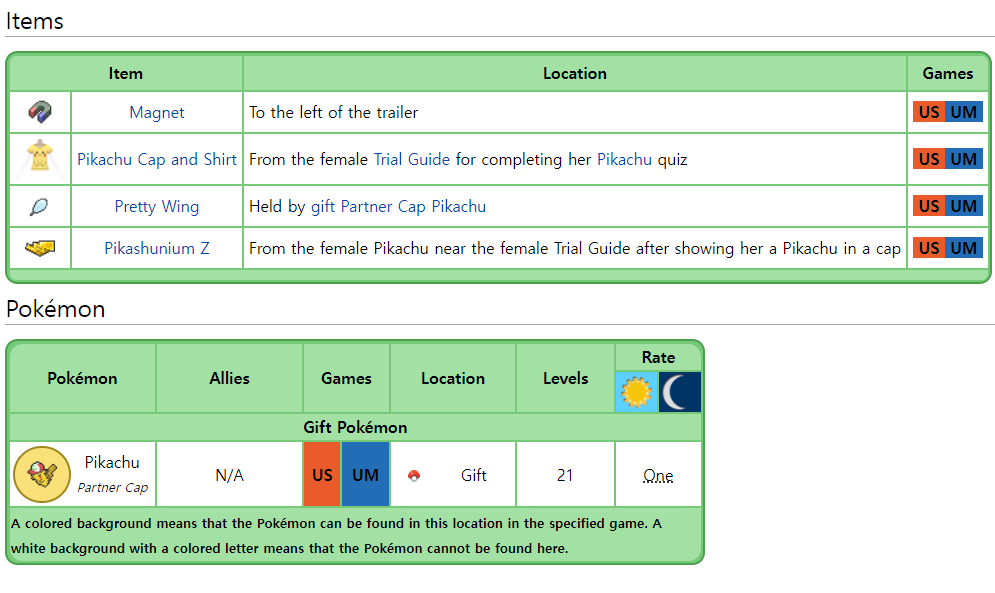 Items
Item Location Games
Magnet To the left of the trailer US UM
Pikachu Cap and Shirt From the female Trial Guide for completing her Pikachu quiz US UM
Pretty Wing Held by gift Partner Cap Pikachu US UM
Pikashunium Z From the female Pikachu near the female Trial Guide after showing her a Pikachu in a cap US UM
Pokémon
Pokémon Allies Games Location Levels Rate
Gift Pokémon
Pikachu
Partner Cap N/A US UM Gift 21 One
A colored background means that the Pokémon can be found in this location in the specified game. A
white background with a colored letter means that the Pokémon cannot be found here.